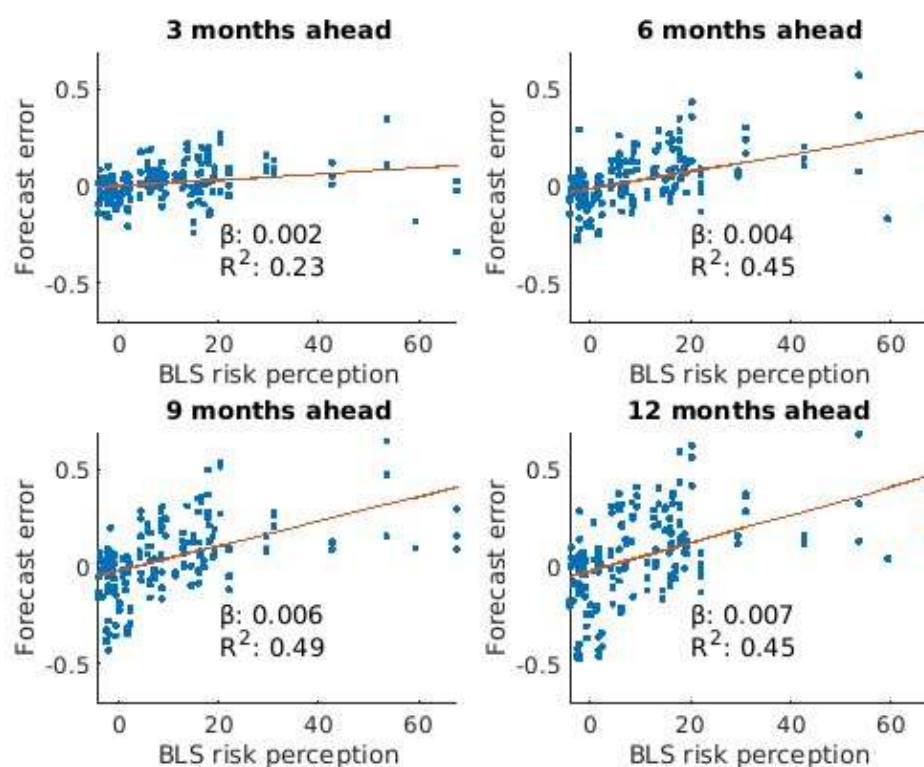 3 months ahead
0.5
0
-0.5
Forecast error
β: 0.002
R²: 0.23
0 20 40 60
BLS risk perception
6 months ahead
0.5
0
-0.5
Forecast error
β: 0.004
R²: 0.45
0 20 40 60
BLS risk perception
9 months ahead
0.5
0
-0.5
Forecast error
β: 0.006
R²: 0.49
0 20 40 60
BLS risk perception
12 months ahead
0.5
0
-0.5
Forecast error
β: 0.007
R²: 0.45
0 20 40 60
BLS risk perception